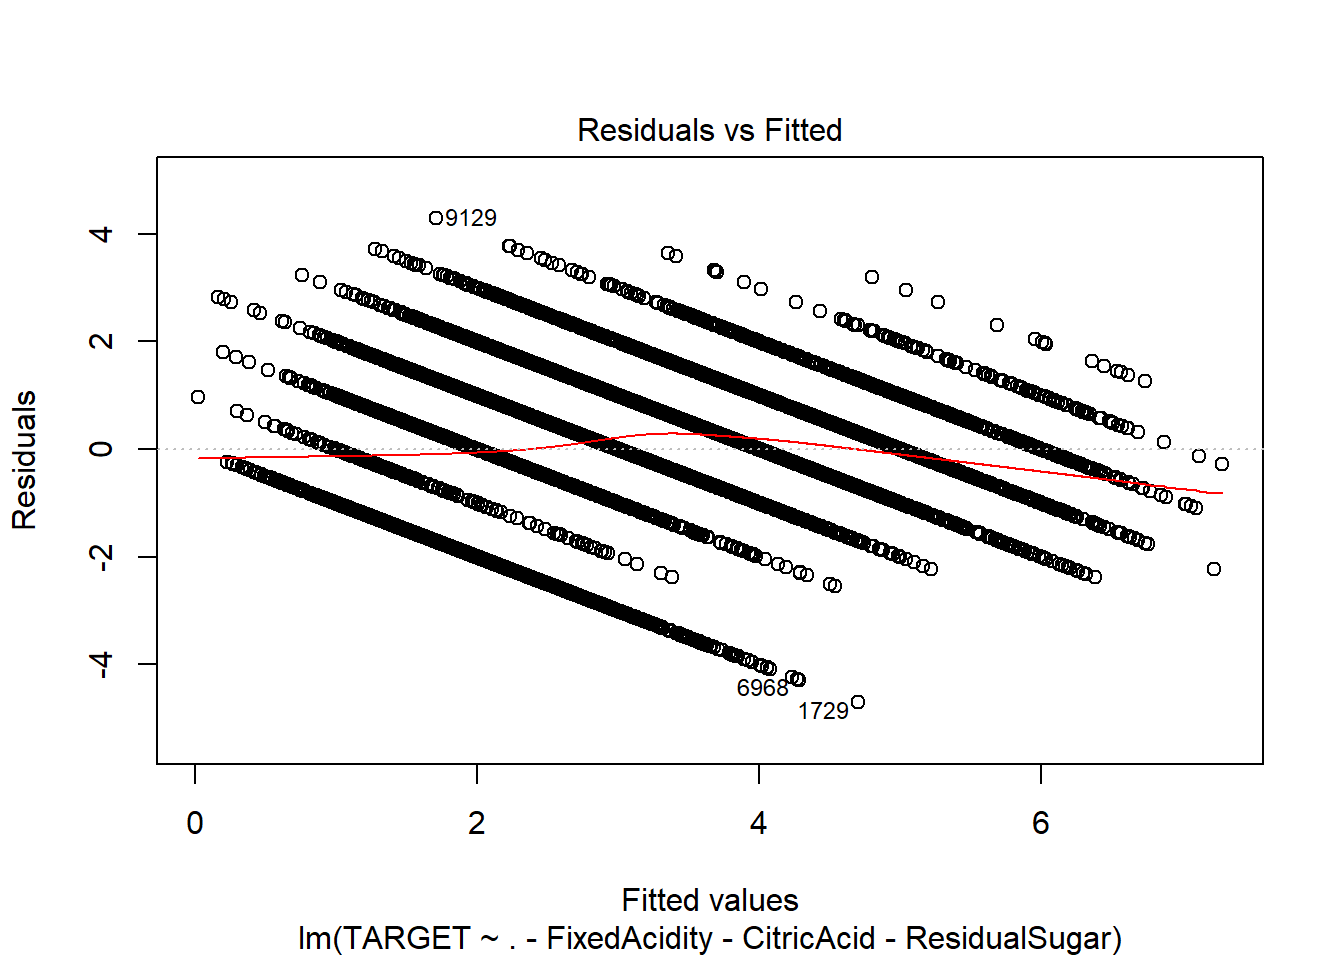 Residuals vs Fitted
Residuals
4
2
0
-2
-4
9129
6968
1729
0 2 4 6
Fitted values
lm(TARGET ~ . - FixedAcidity - CitricAcid - ResidualSugar)